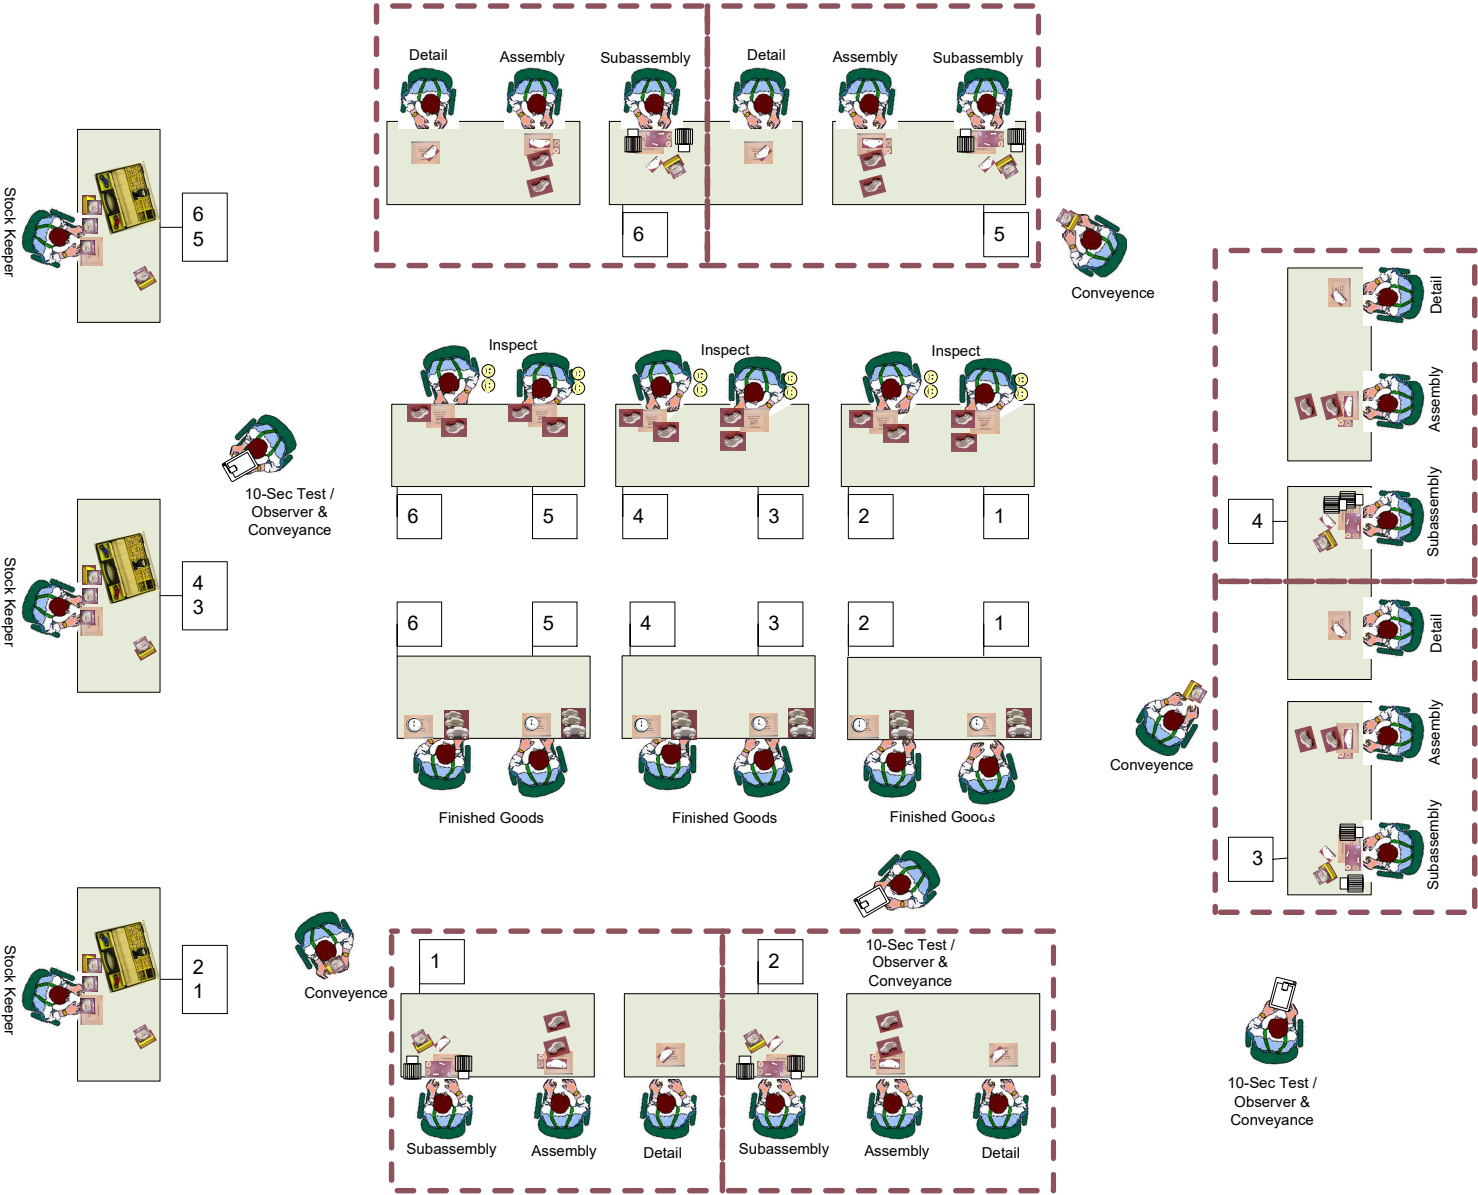 Detail
Assembly
Subassembly
Detail
Assembly
Subassembly
6
5
Stock Keeper
6
5
Conveyence
Detail
Assembly
Subassembly
4
Detail
Assembly
Subassembly
3
Conveyence
Inspect
Inspect
Inspect
6
5
4
3
2
1
10-Sec Test /
Observer &
Conveyance
Stock Keeper
4
3
6
5
4
3
2
1
Finished Goods
Finished Goods
Finished Goods
Stock Keeper
2
1
Conveyence
1
2
10-Sec Test /
Observer &
Conveyance
Subassembly
Assembly
Detail
Subassembly
Assembly
Detail
10-Sec Test /
Observer &
Conveyance